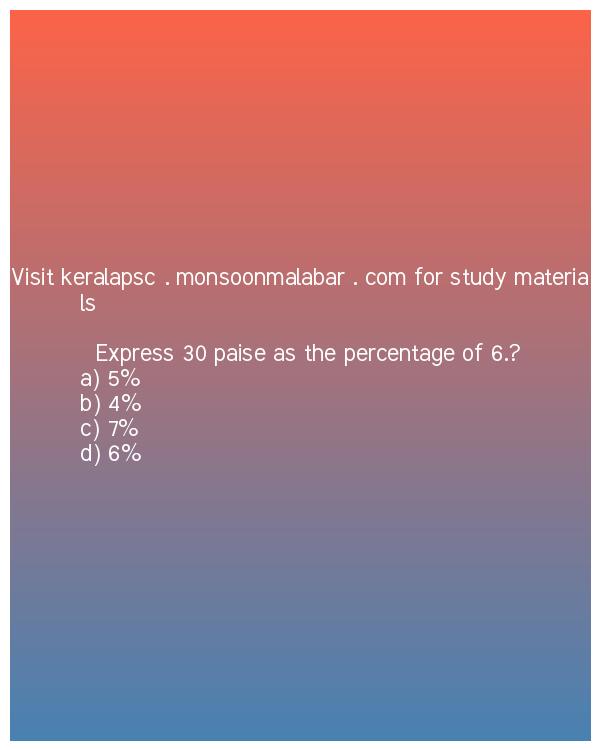 Visit keralapsc . monsoonmalabar . com for study materia
ls
Express 30 paise as the percentage of 6.?
a) 5%
b) 4%
c) 7%
d) 6%